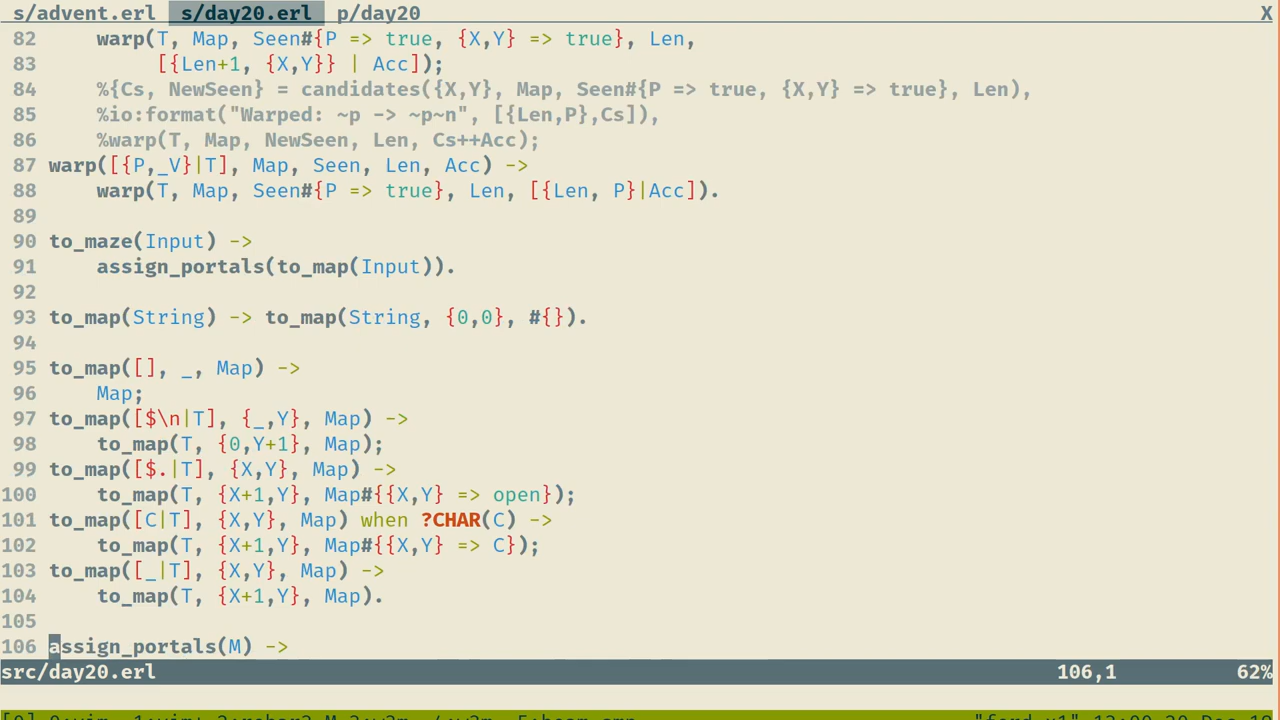 s/advent.erl s/day20.erl p/day20 X
82 warp(T, Map, Seen#{P => true, {X,Y} => true}, Len,
83 [{Len+1, {X,Y}} | Acc]);
84 %{Cs, NewSeen} = candidates({X,Y}, Map, Seen#{P => true, {X,Y} => true}, Len),
85 %io:format("Warped: ~p -> ~p~n", [{Len,P},Cs]),
86 %warp(T, Map, NewSeen, Len, Cs++Acc);
87 warp([{P,_V}|T], Map, Seen, Len, Acc) ->
88 warp(T, Map, Seen#{P => true}, Len, [{Len, P}|Acc]).
89
90 to_maze(Input) ->
91 assign_portals(to_map(Input)).
92
93 to_map(String) -> to_map(String, {0,0}, #{}).
94
95 to_map([], _, Map) ->
96 Map;
97 to_map([$\n|T], {_,Y}, Map) ->
98 to_map(T, {0,Y+1}, Map);
99 to_map([$.|T], {X,Y}, Map) ->
100 to_map(T, {X+1,Y}, Map#{{X,Y} => open});
101 to_map([C|T], {X,Y}, Map) when ?CHAR(C) ->
102 to_map(T, {X+1,Y}, Map#{{X,Y} => C});
103 to_map([_|T], {X,Y}, Map) ->
104 to_map(T, {X+1,Y}, Map).
105
106 assign_portals(M) ->
src/day20.erl 106,1 62%